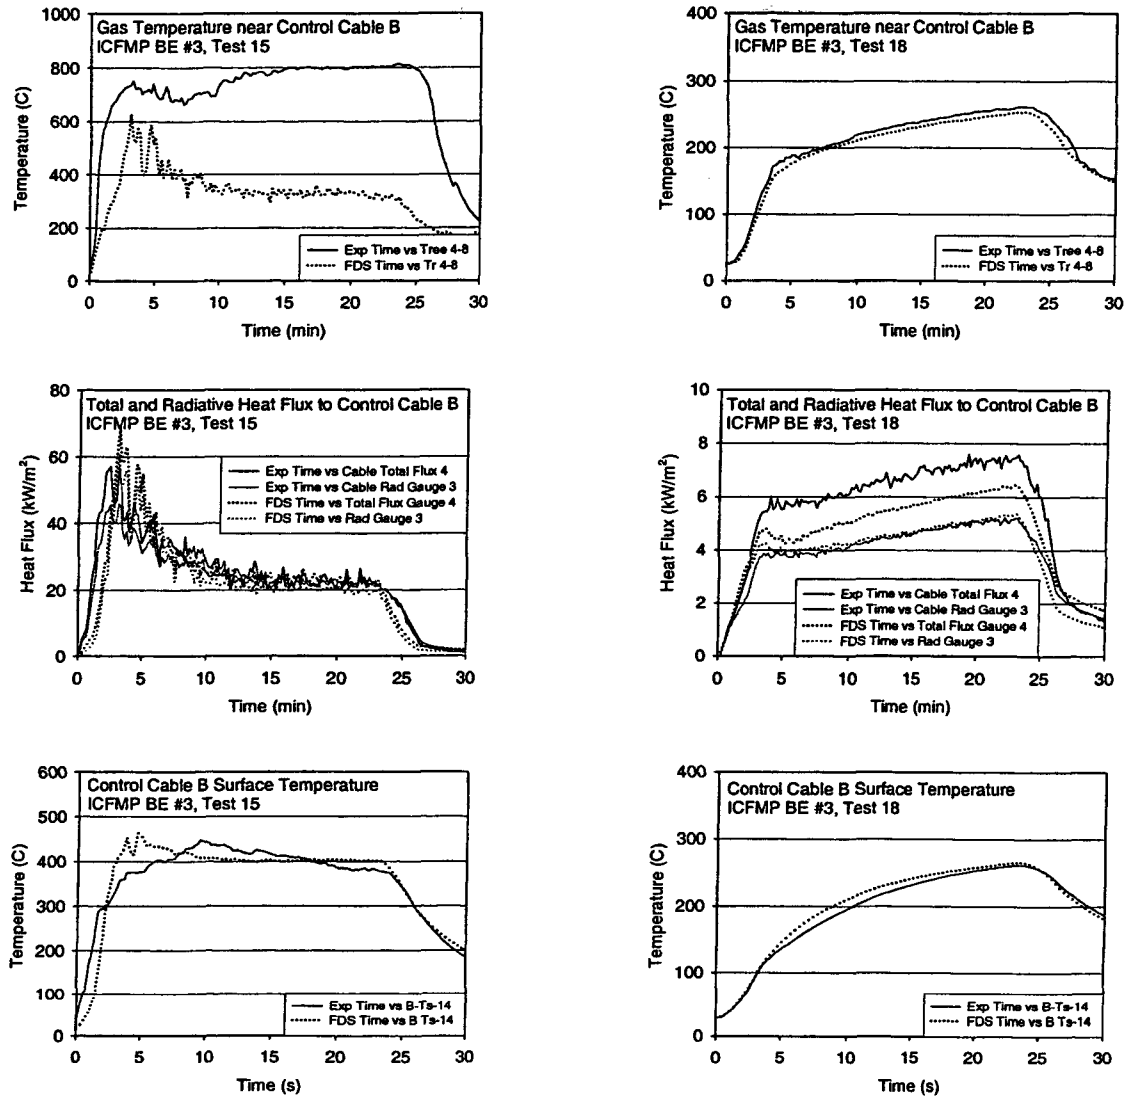 Gas Temperature near Control Cable B
ICFMP BE #3, Test 15
Temperature (C)
1000
800
600
400
200
0
Exp Time vs Tree 4-8
FDS Time vs Tr 4-8
0 5 10 15 20 25 30
Time (min)
Gas Temperature near Control Cable B
ICFMP BE #3, Test 18
Temperature (C)
400
300
200
100
0
Exp Time vs Tree 4-8
FDS Time vs Tr 4-8
0 5 10 15 20 25 30
Time (min)
Total and Radiative Heat Flux to Control Cable B
ICFMP BE #3, Test 15
Heat Flux (kW/m²)
80
60
40
20
0
Exp Time vs Cable Total Flux 4
Exp Time vs Cable Rad Gauge 3
FDS Time vs Total Flux Gauge 4
FDS Time vs Rad Gauge 3
0 5 10 15 20 25 30
Time (min)
Total and Radiative Heat Flux to Control Cable B
ICFMP BE #3, Test 18
Heat Flux (kW/m²)
10
8
6
4
2
0
Exp Time vs Cable Total Flux 4
Exp Time vs Cable Rad Gauge 3
FDS Time vs Total Flux Gauge 4
FDS Time vs Rad Gauge 3
0 5 10 15 20 25 30
Time (min)
Control Cable B Surface Temperature
ICFMP BE #3, Test 15
Temperature (C)
600
500
400
300
200
100
0
Exp Time vs B-Ts-14
FDS Time vs B Ts-14
0 5 10 15 20 25 30
Time (s)
Control Cable B Surface Temperature
ICFMP BE #3, Test 18
Temperature (C)
400
300
200
100
0
Exp Time vs B-Ts-14
FDS Time vs B Ts-14
0 5 10 15 20 25 30
Time (s)